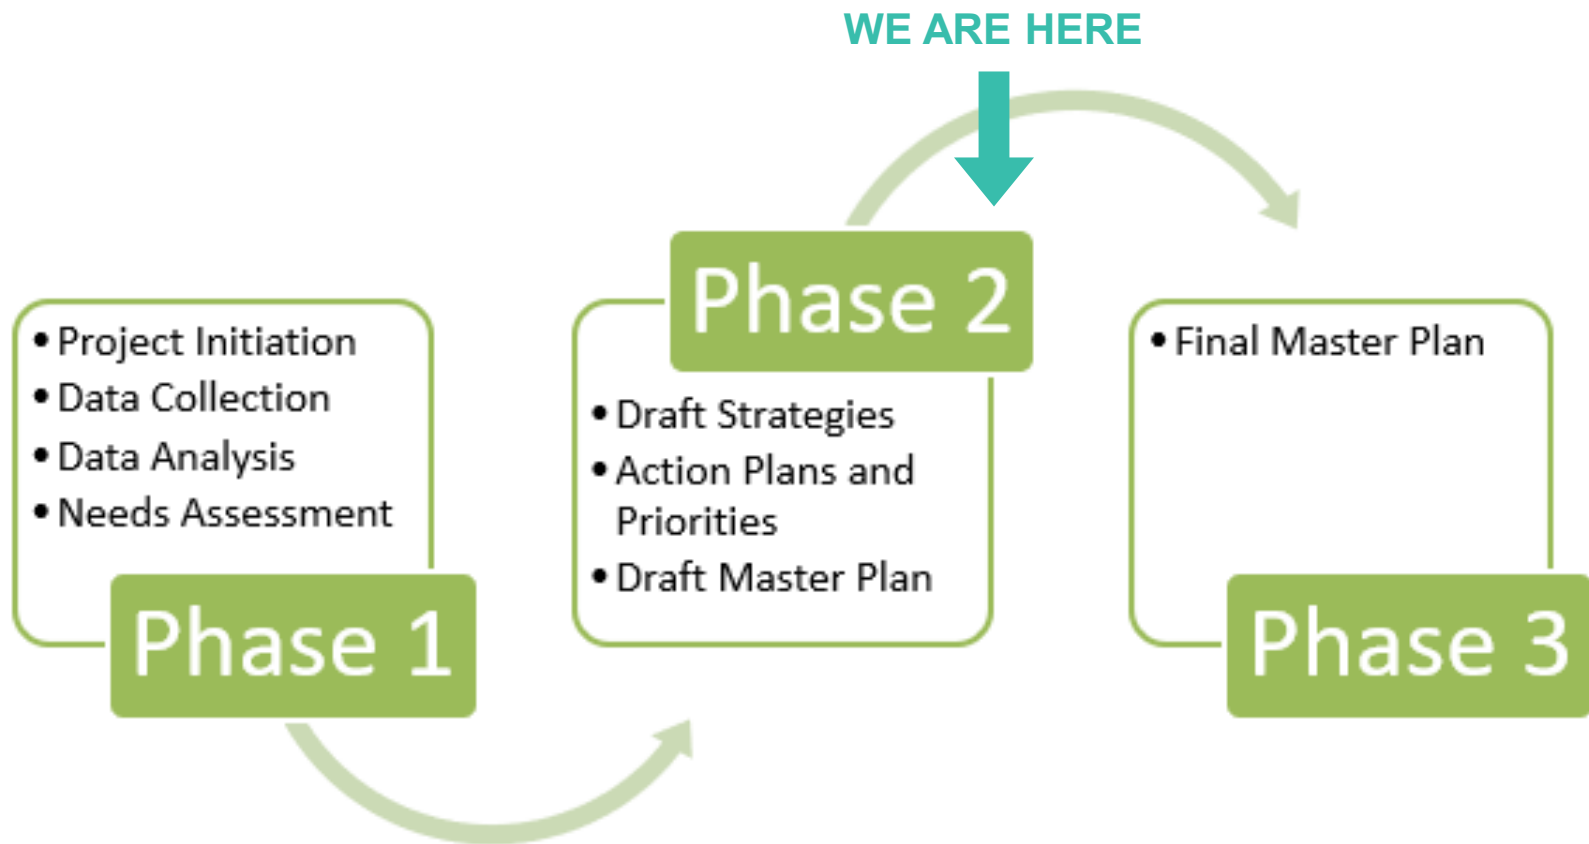 WE ARE HERE
• Project Initiation
• Data Collection
• Data Analysis
• Needs Assessment
Phase 1
Phase 2
• Draft Strategies
• Action Plans and
Priorities
• Draft Master Plan
• Final Master Plan
Phase 3